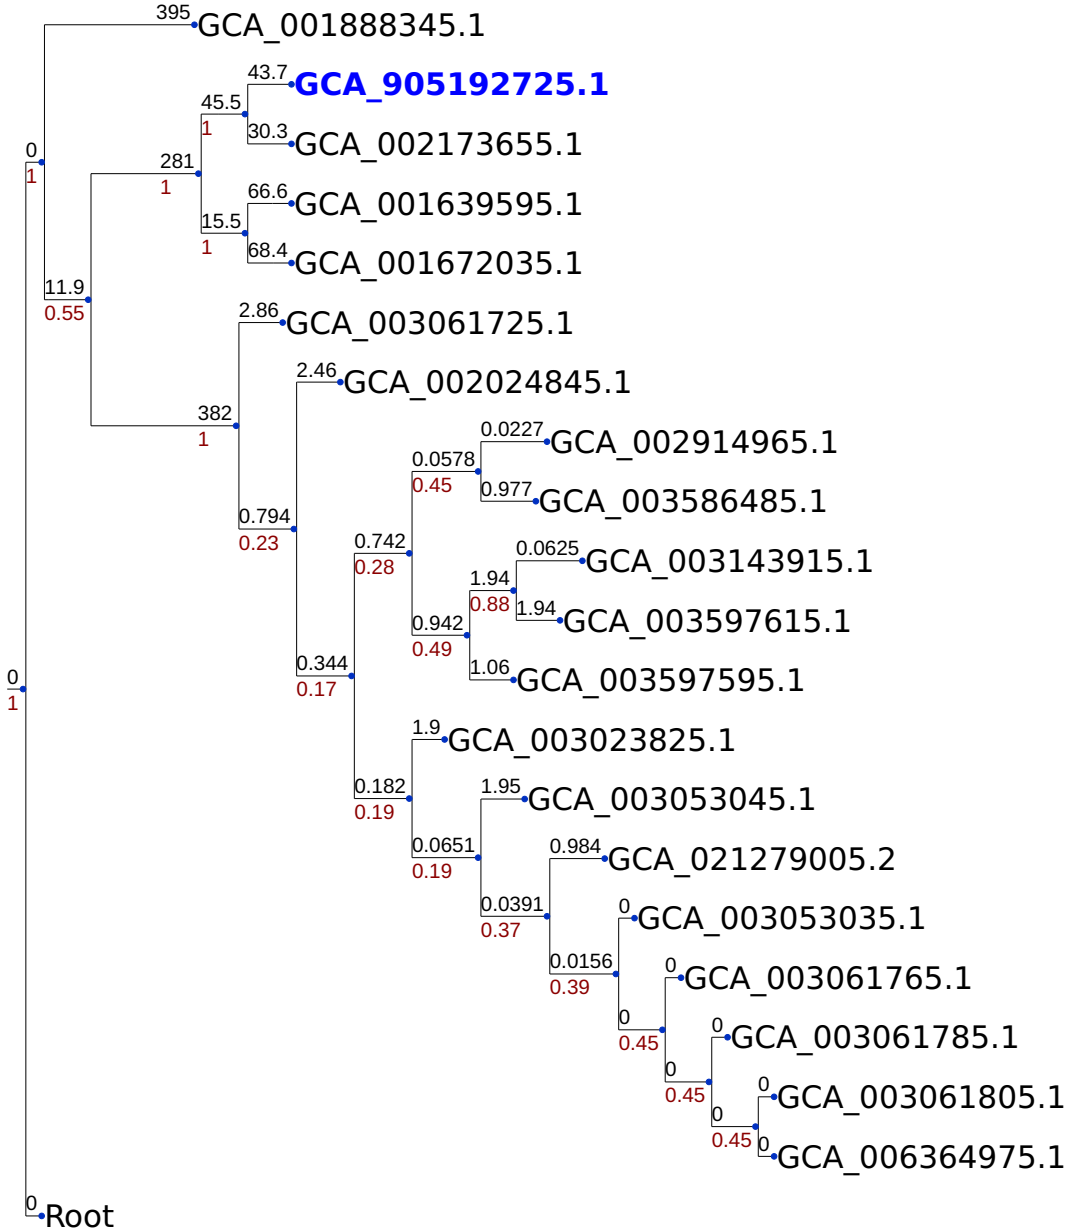 395
GCA_001888345.1
43.7
GCA_905192725.1
45.5
1
30.3
GCA_002173655.1
0
1
281
1
66.6
GCA_001639595.1
15.5
1
68.4
GCA_001672035.1
11.9
0.55
2.86
GCA_003061725.1
2.46
GCA_002024845.1
382
1
0.0227
GCA_002914965.1
0.0578
0.45
0.977
GCA_003586485.1
0.794
0.23
0.742
0.28
0.0625
GCA_003143915.1
1.94
0.88
1.94
GCA_003597615.1
0.942
0.49
1.06
GCA_003597595.1
0.344
0.17
0
1
1.9
GCA_003023825.1
0.182
0.19
1.95
GCA_003053045.1
0.0651
0.19
0.984
GCA_021279005.2
0.0391
0.37
0
GCA_003053035.1
0.0156
0.39
0
GCA_003061765.1
0
0.45
0
GCA_003061785.1
0
0.45
0
GCA_003061805.1
0
0.45
0
GCA_006364975.1
0
Root